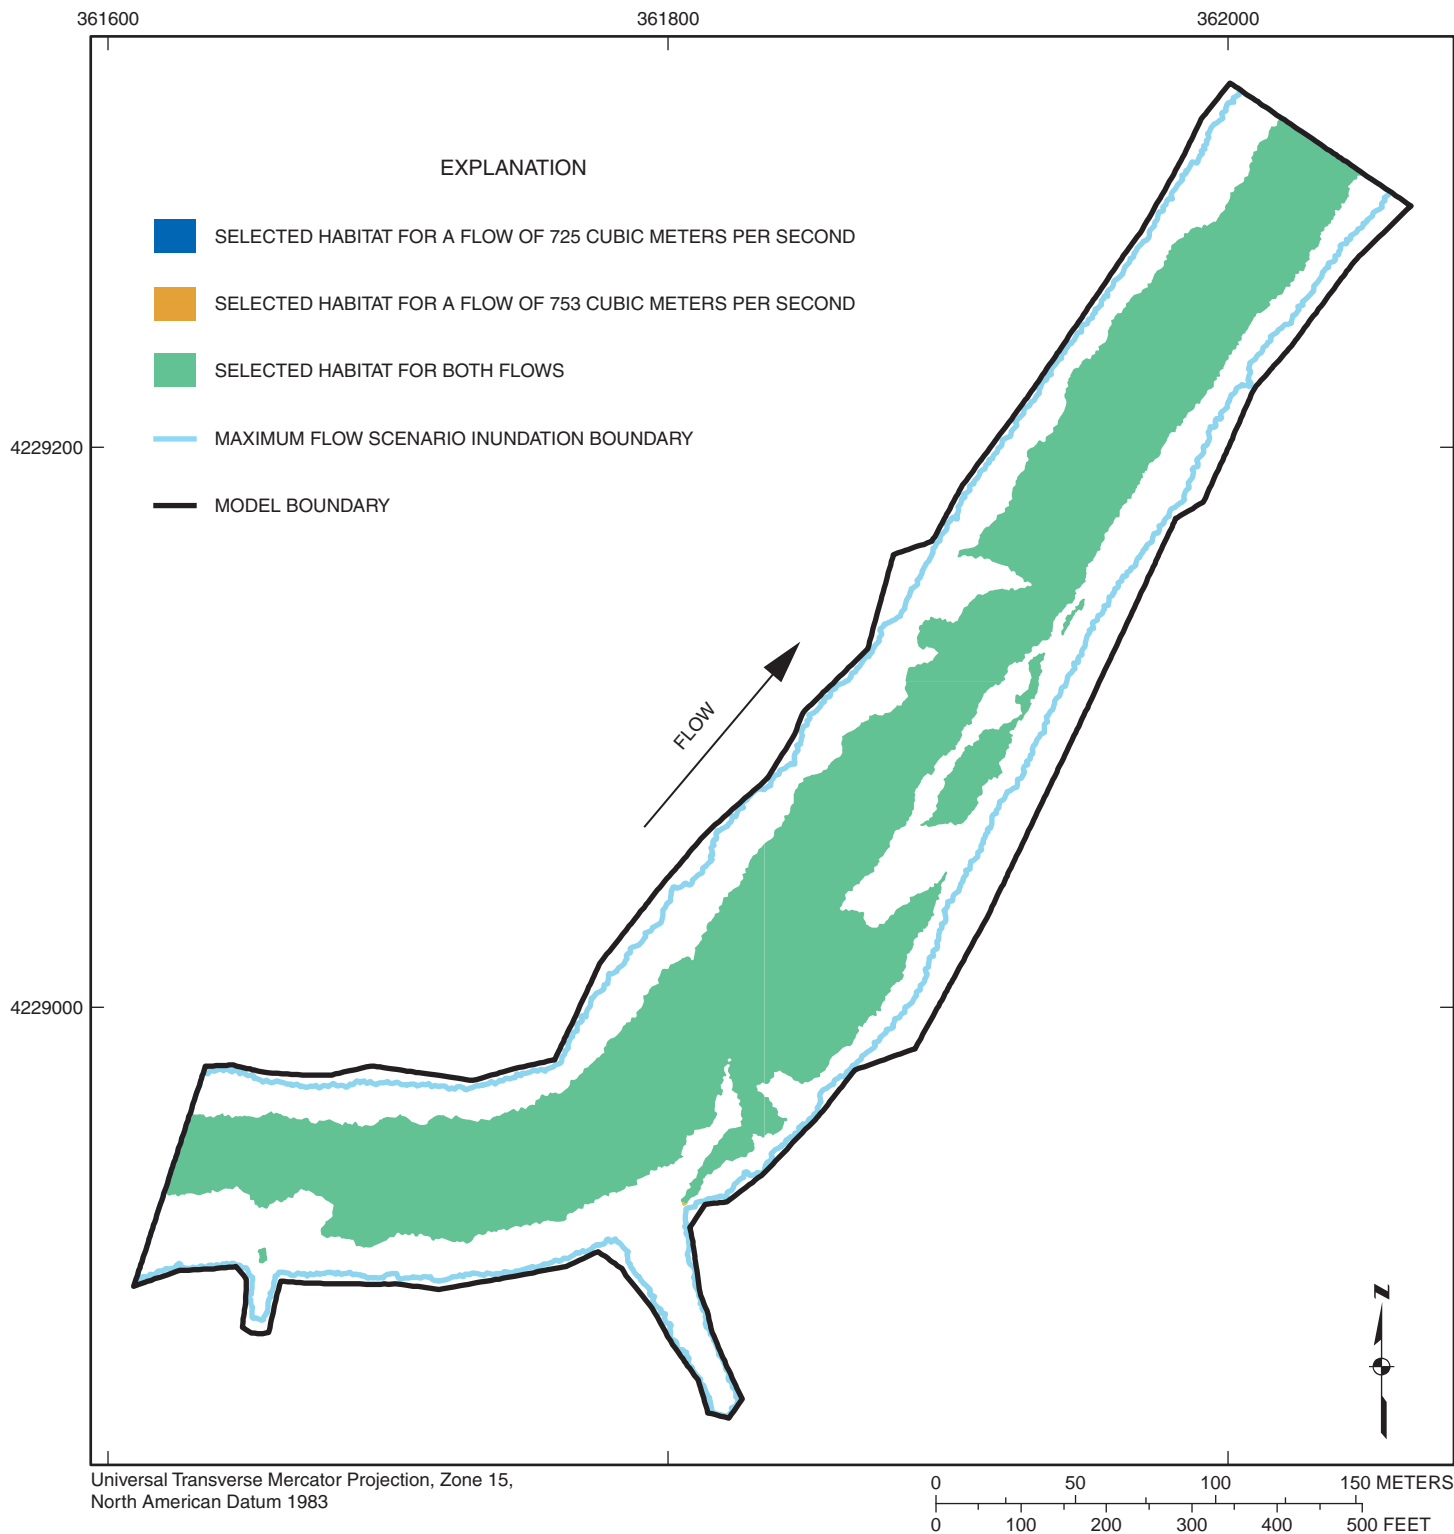 361600 361800 362000
EXPLANATION
SELECTED HABITAT FOR A FLOW OF 725 CUBIC METERS PER SECOND
SELECTED HABITAT FOR A FLOW OF 753 CUBIC METERS PER SECOND
SELECTED HABITAT FOR BOTH FLOWS
MAXIMUM FLOW SCENARIO INUNDATION BOUNDARY
4229200
MODEL BOUNDARY
FLOW
4229000
N
Universal Transverse Mercator Projection, Zone 15,
North American Datum 1983
0 50 100 150 METERS
0 100 200 300 400 500 FEET